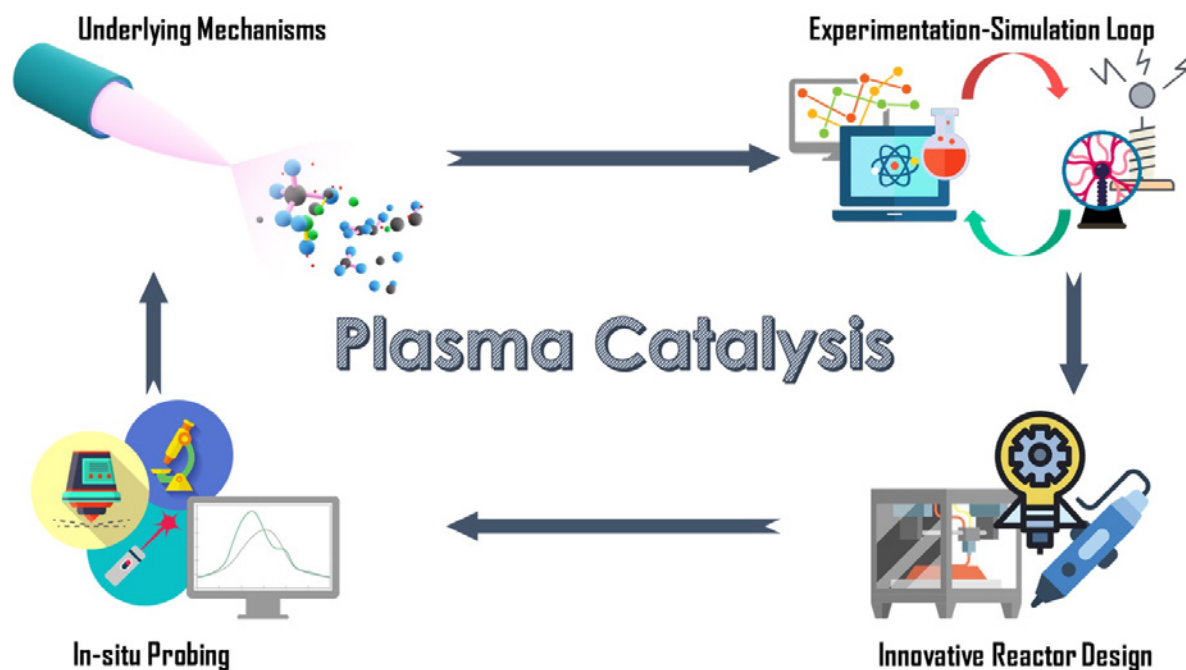 Underlying Mechanisms
Experimentation-Simulation Loop
Plasma Catalysis
In-situ Probing
Innovative Reactor Design